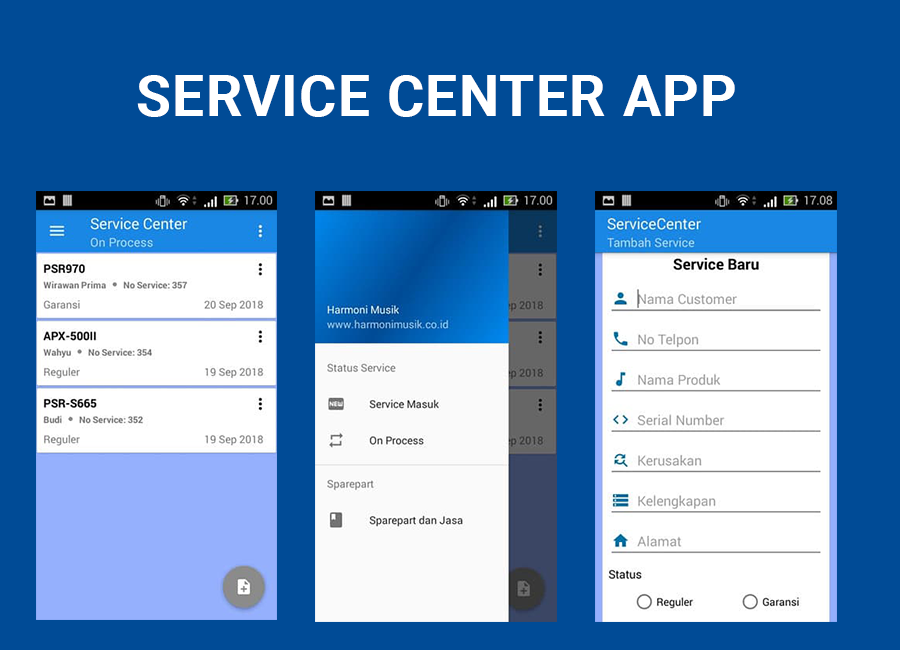 SERVICE CENTER APP
17.00
Service Center
On Process
PSR970
Wirawan Prima • No Service: 357
Garansi 20 Sep 2018
APX-500II
Wahyu • No Service: 354
Reguler 19 Sep 2018
PSR-S665
Budi • No Service: 352
Reguler 19 Sep 2018
17.00
Harmoni Musik
www.harmonimusik.co.id
Status Service
NEW Service Masuk
On Process
Sparepart
Sparepart dan Jasa
p 2018
p 2018
p 2018
17.08
ServiceCenter
Tambah Service
Service Baru
Nama Customer
No Telpon
Nama Produk
Serial Number
Kerusakan
Kelengkapan
Alamat
Status
Reguler Garansi